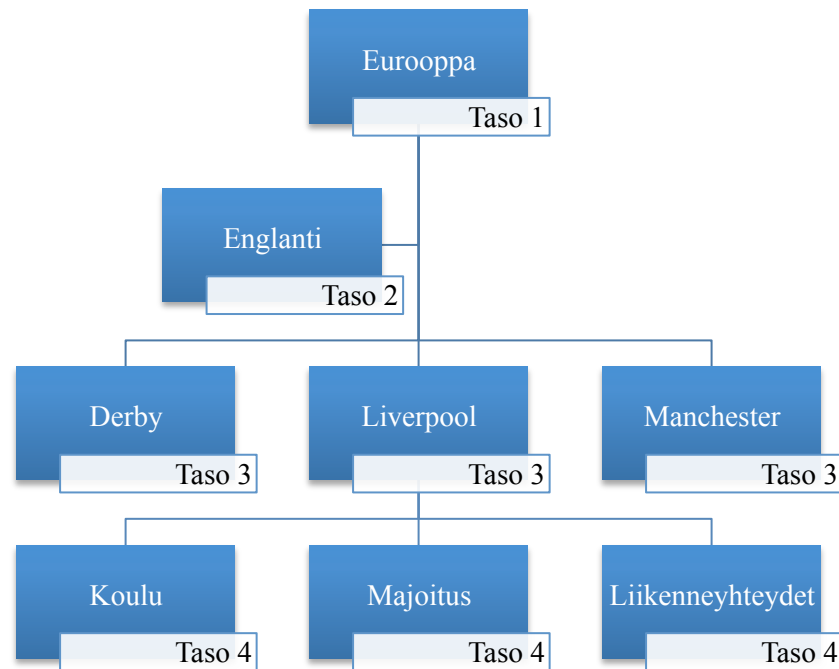 Eurooppa
Taso 1
Englanti
Taso 2
Derby
Taso 3
Liverpool
Taso 3
Manchester
Taso 3
Koulu
Taso 4
Majoitus
Taso 4
Liikenneyhteydet
Taso 4